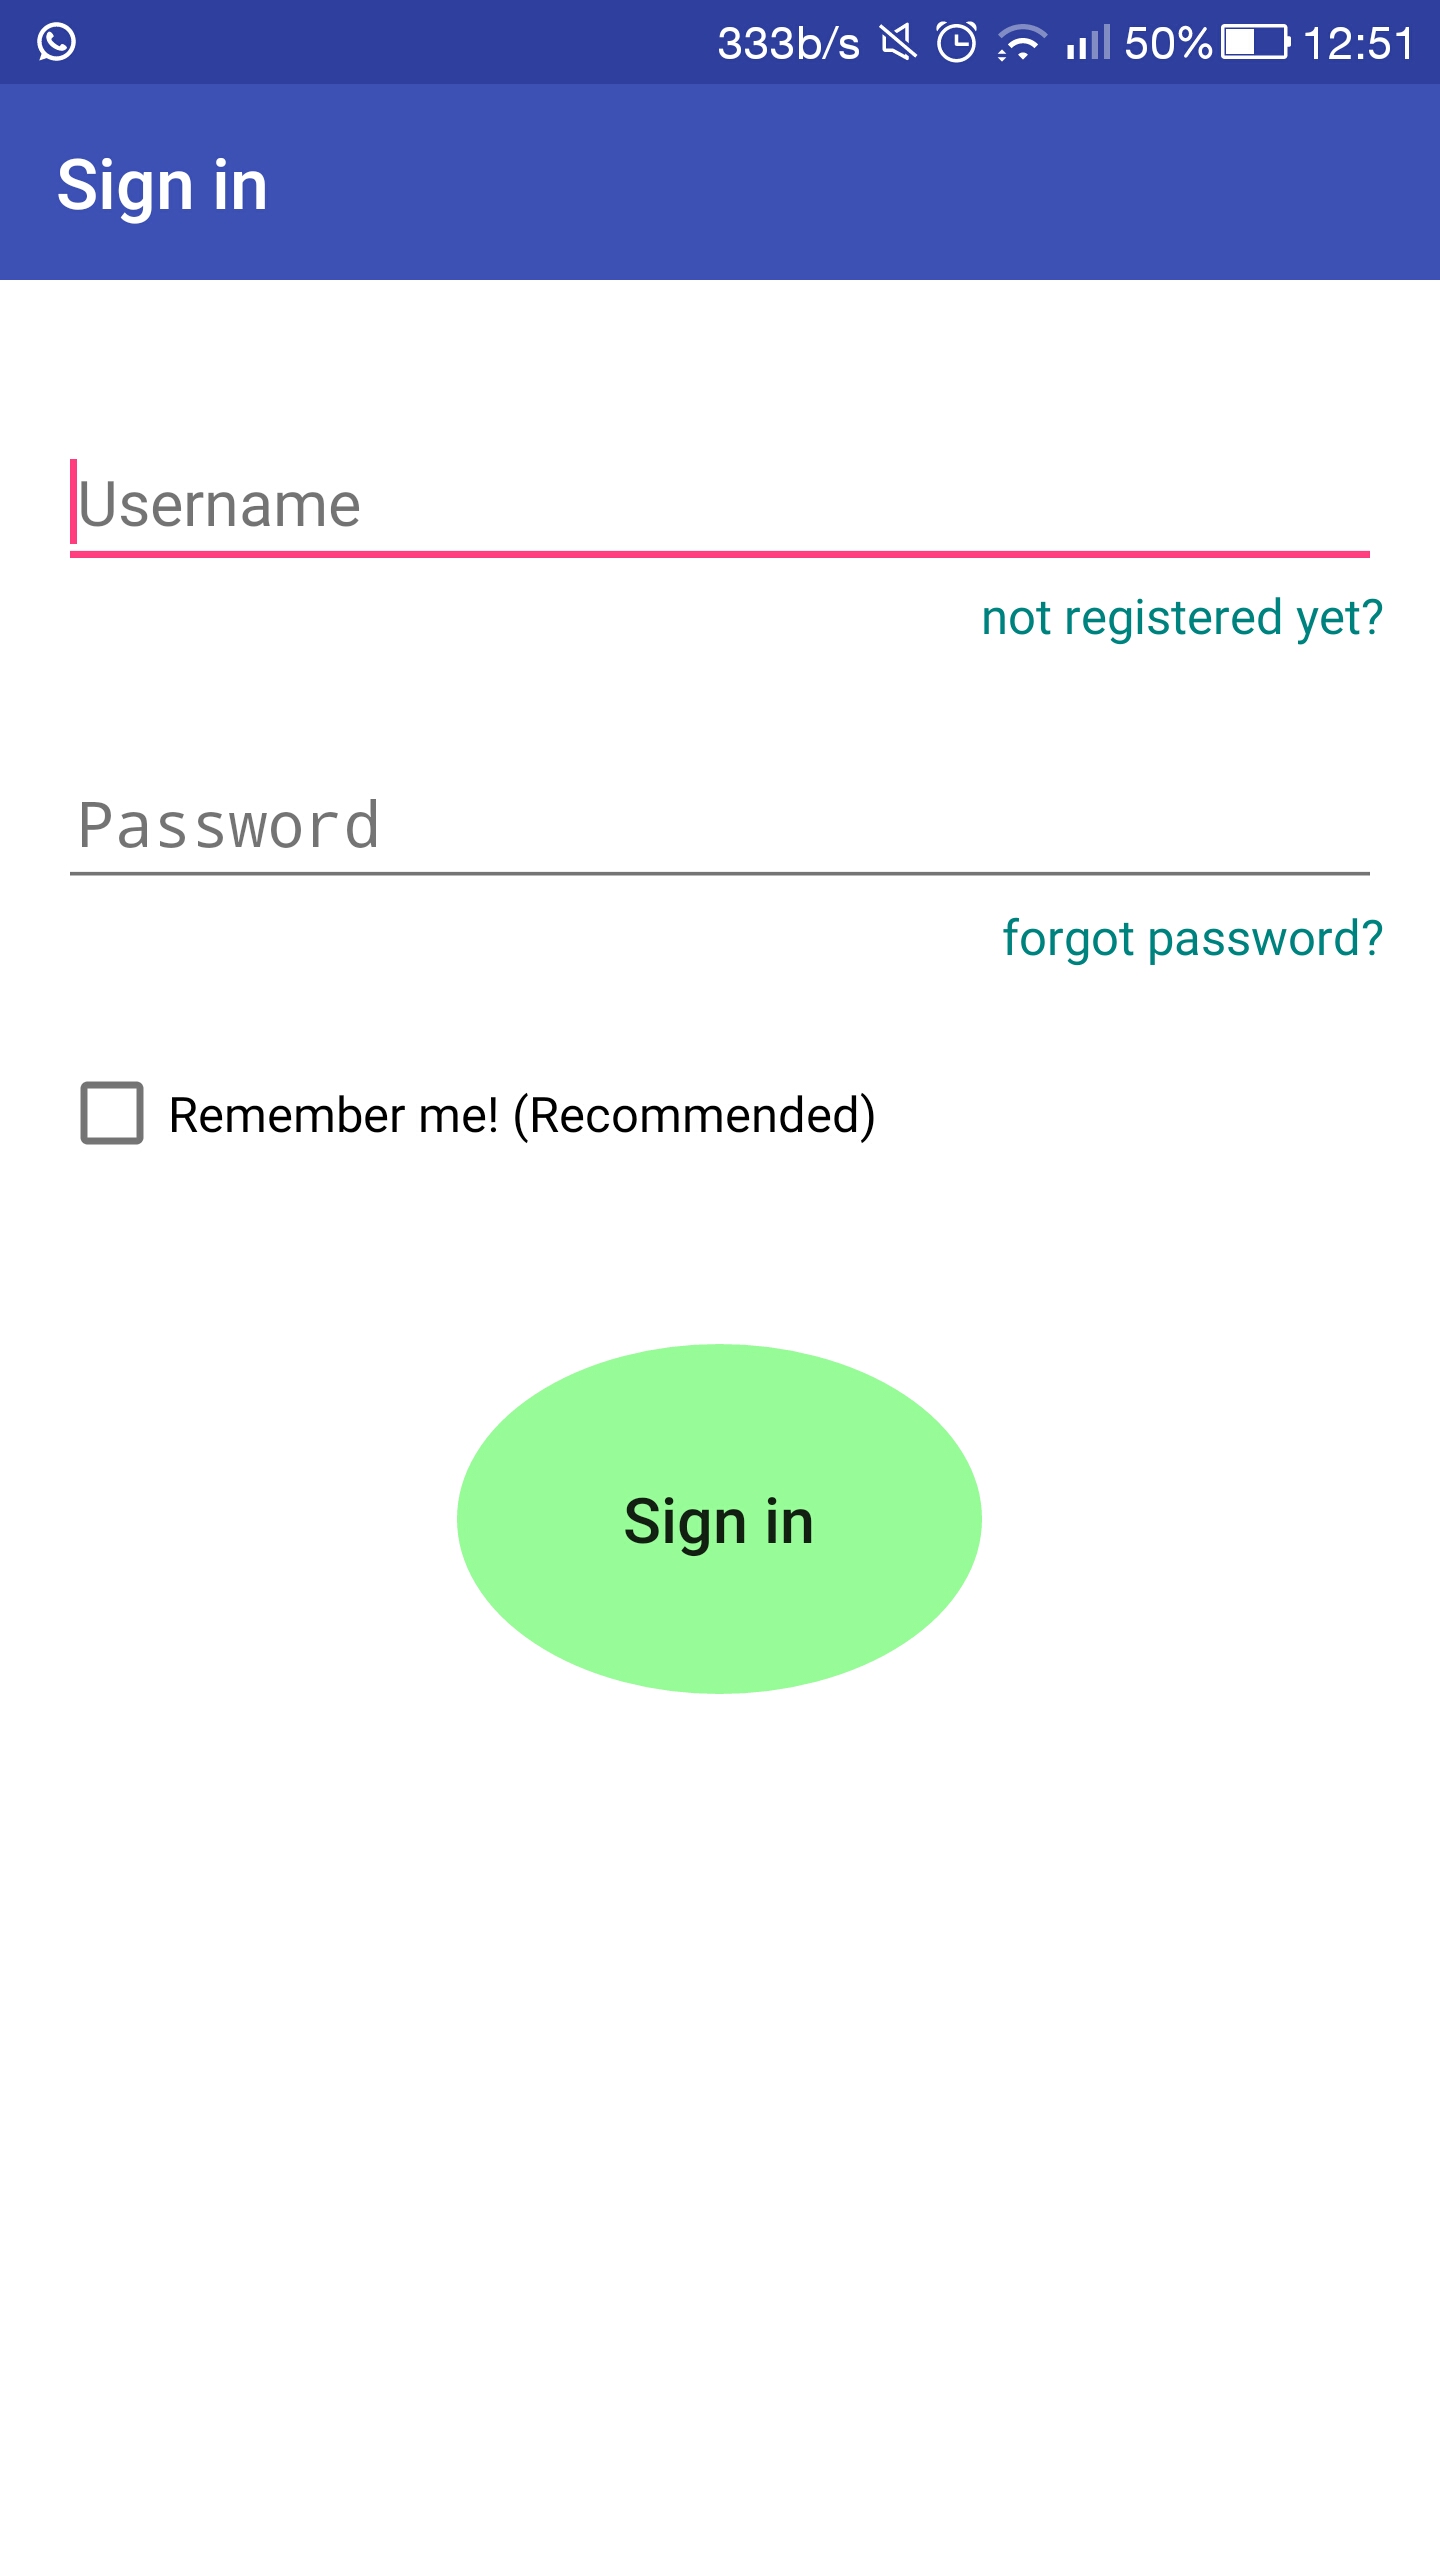 333b/s 50% 12:51
Sign in
Username
not registered yet?
Password
forgot password?
Remember me! (Recommended)
Sign in